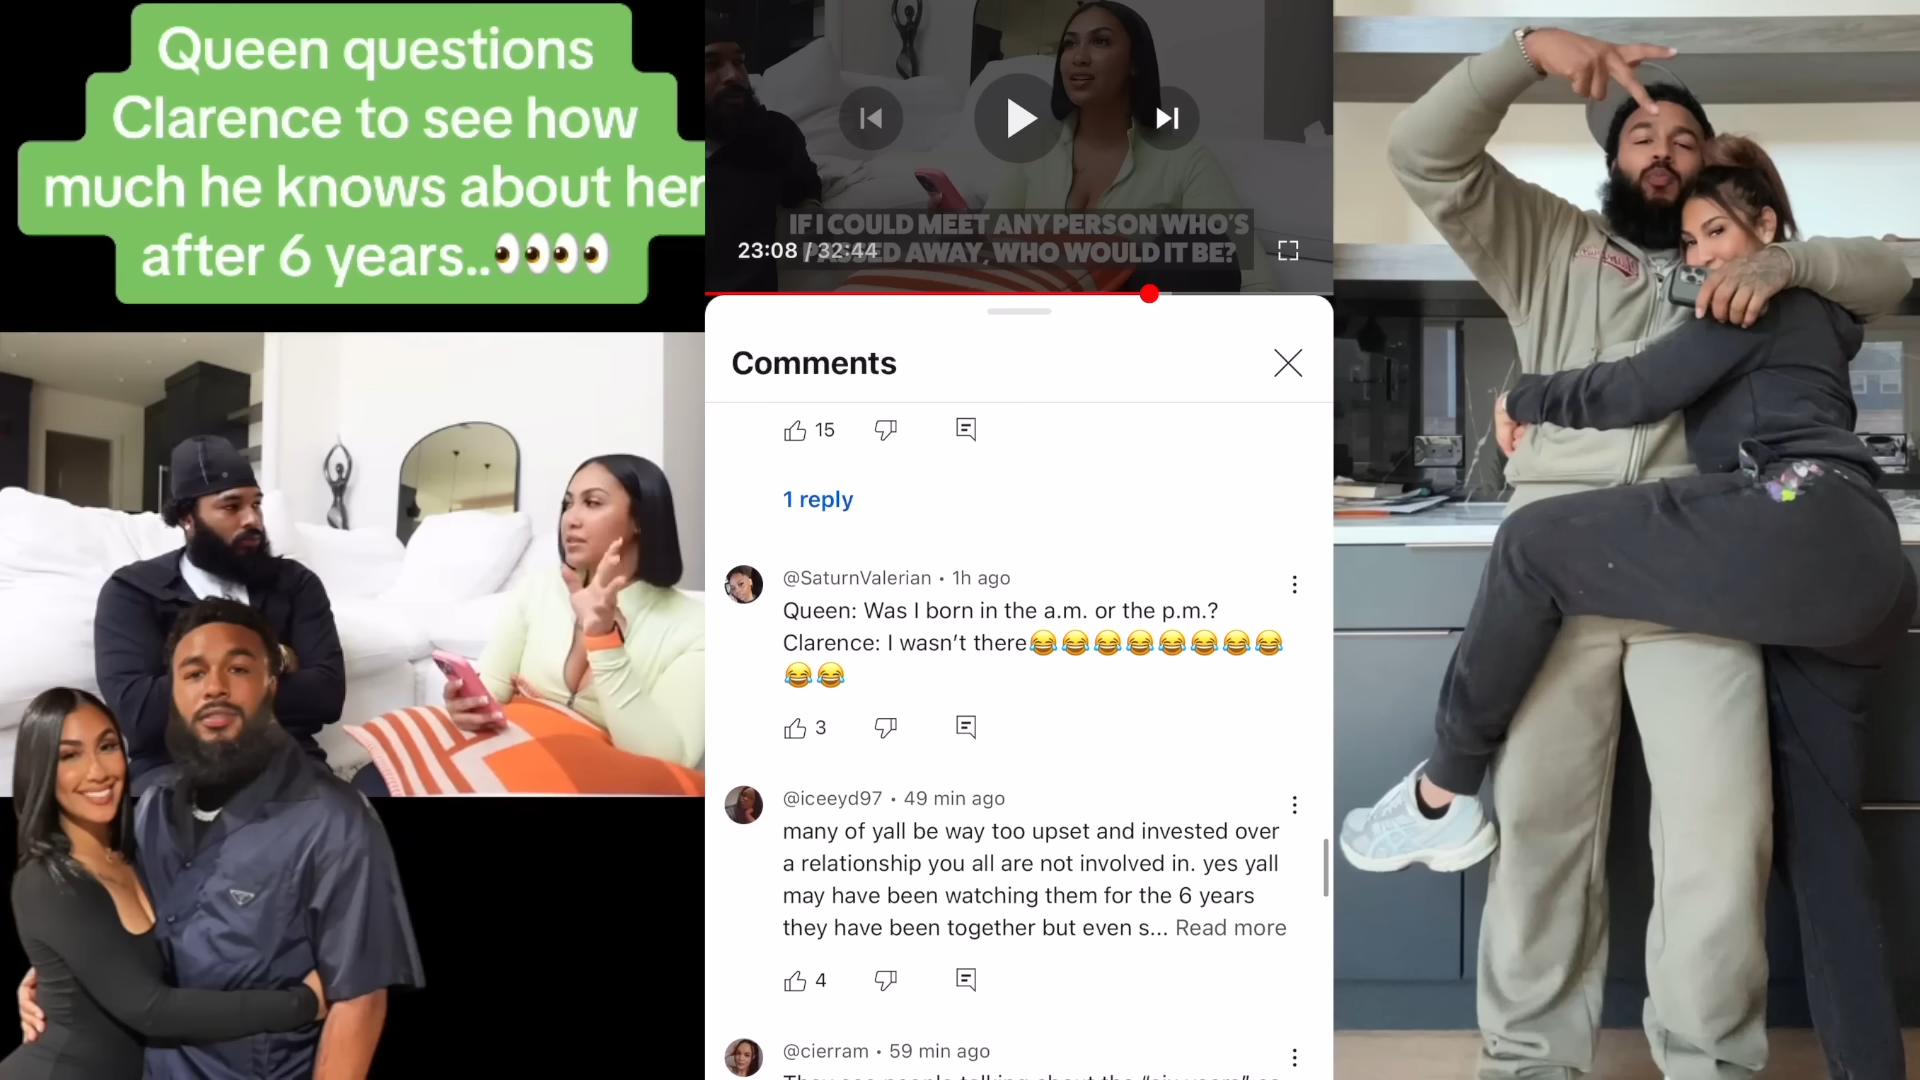 Queen questions
Clarence to see how
much he knows about her
after 6 years..👀👀
IF I COULD MEET ANY PERSON WHO'S
PASSED AWAY, WHO WOULD IT BE?
23:08 / 32:44
Comments
15
1 reply
@SaturnValerian • 1h ago
Queen: Was I born in the a.m. or the p.m.?
Clarence: I wasn't there😂😂😂😂😂😂😂😂
😂😂
3
@iceeyd97 • 49 min ago
many of yall be way too upset and invested over
a relationship you all are not involved in. yes yall
may have been watching them for the 6 years
they have been together but even s... Read more
4
@cierram • 59 min ago